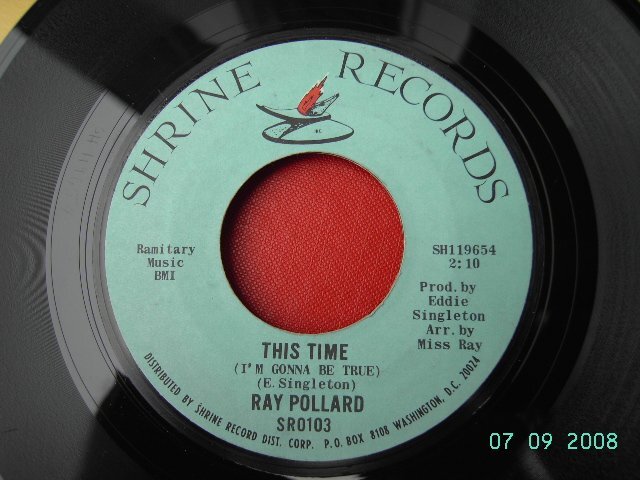 SHRINE RECORDS
Ramitary
Music
BMI
SH119654
2:10
Prod. by
Eddie
Singleton
Arr. by
Miss Ray
THIS TIME
(I'M GONNA BE TRUE)
(E. Singleton)
RAY POLLARD
SR0103
DISTRIBUTED BY SHRINE RECORD DIST. CORP. P.O. BOX 8108 WASHINGTON, D.C. 20024
07 09 2008